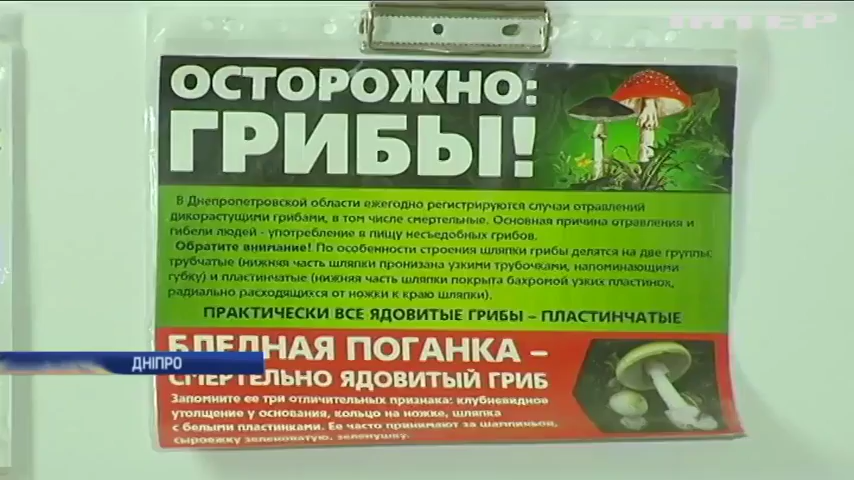 ІНТЕР
ОСТОРОЖНО:
ГРИБЫ!
В Днепропетровской области ежегодно регистрируются случаи отравлений
дикорастущими грибами, в том числе смертельные. Основная причина отравления и
гибели людей - употребление в пищу несъедобных грибов.
Обратите внимание! По особенности строения шляпки грибы делятся на две группы:
трубчатые (нижняя часть шляпки пронизана узкими трубочками, напоминающими
губку) и пластинчатые (нижняя часть шляпки покрыта бахромой узких пластинок,
радиально расходящихся от ножки к краю шляпки).
ПРАКТИЧЕСКИ ВСЕ ЯДОВИТЫЕ ГРИБЫ – ПЛАСТИНЧАТЫЕ
БЛЕДНАЯ ПОГАНКА –
СМЕРТЕЛЬНО ЯДОВИТЫЙ ГРИБ
Запомните ее три отличительных признака: клубневидное
утолщение у основания, кольцо на ножке, шляпка
с белыми пластинками. Ее часто принимают за шампиньон,
сыроежку зеленоватую, зеленушку.
ДНІПРО